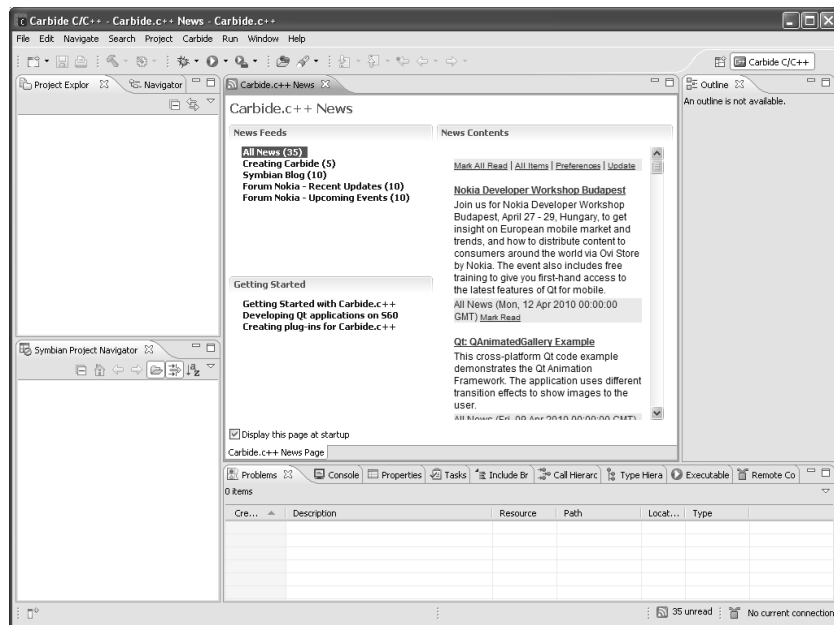 Carbide C/C++ - Carbide.c++ News - Carbide.c++
File Edit Navigate Search Project Carbide Run Window Help
Carbide C/C++
Project Explor
Navigator
Carbide.c++ News
Carbide.c++ News
News Feeds
All News (35)
Creating Carbide (5)
Symbian Blog (10)
Forum Nokia - Recent Updates (10)
Forum Nokia - Upcoming Events (10)
Getting Started
Getting Started with Carbide.c++
Developing Qt applications on S60
Creating plug-ins for Carbide.c++
News Contents
Mark All Read | All Items | Preferences | Update
Nokia Developer Workshop Budapest
Join us for Nokia Developer Workshop
Budapest, April 27 - 29, Hungary, to get
insight on European mobile market and
trends, and how to distribute content to
consumers around the world via Ovi Store
by Nokia. The event also includes free
training to give you first-hand access to
the latest features of Qt for mobile.
All News (Mon, 12 Apr 2010 00:00:00
GMT) Mark Read
Qt: QAnimatedGallery Example
This cross-platform Qt code example
demonstrates the Qt Animation
Framework. The application uses different
transition effects to show images to the
user.
All News (Fri, 09 Apr 2010 00:00:00 GMT)
Display this page at startup
Carbide.c++ News Page
Outline
An outline is not available.
Symbian Project Navigator
Problems
Console
Properties
Tasks
Include Br
Call Hierarc
Type Hiera
Executable
Remote Co
0 items
Cre... Description Resource Path Locat... Type
35 unread
No current connection